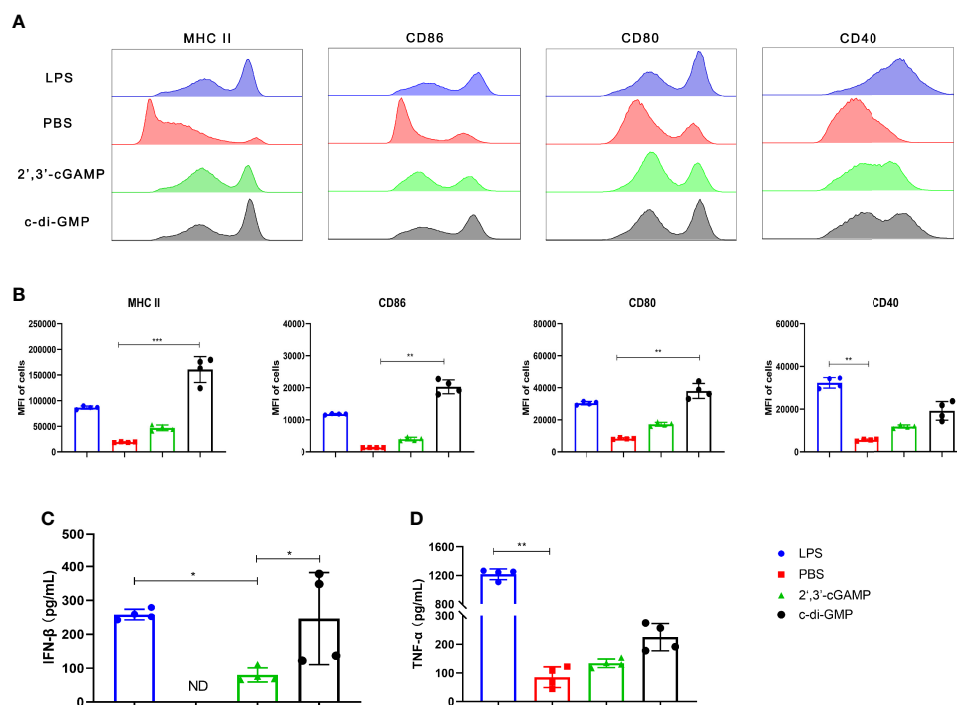 A
MHC II CD86 CD80 CD40
LPS
PBS
2',3'-cGAMP
c-di-GMP
B
MHC II CD86 CD80 CD40
MFI of cells
250000
200000
150000
100000
50000
0
***
MFI of cells
40000
30000
20000
10000
0
**
MFI of cells
80000
60000
40000
20000
0
**
MFI of cells
60000
40000
20000
0
**
C
IFN-β (pg/mL)
500
400
300
200
100
0
*
*
ND
D
TNF-α (pg/mL)
1600
1200
800
200
100
0
**
LPS
PBS
2',3'-cGAMP
c-di-GMP